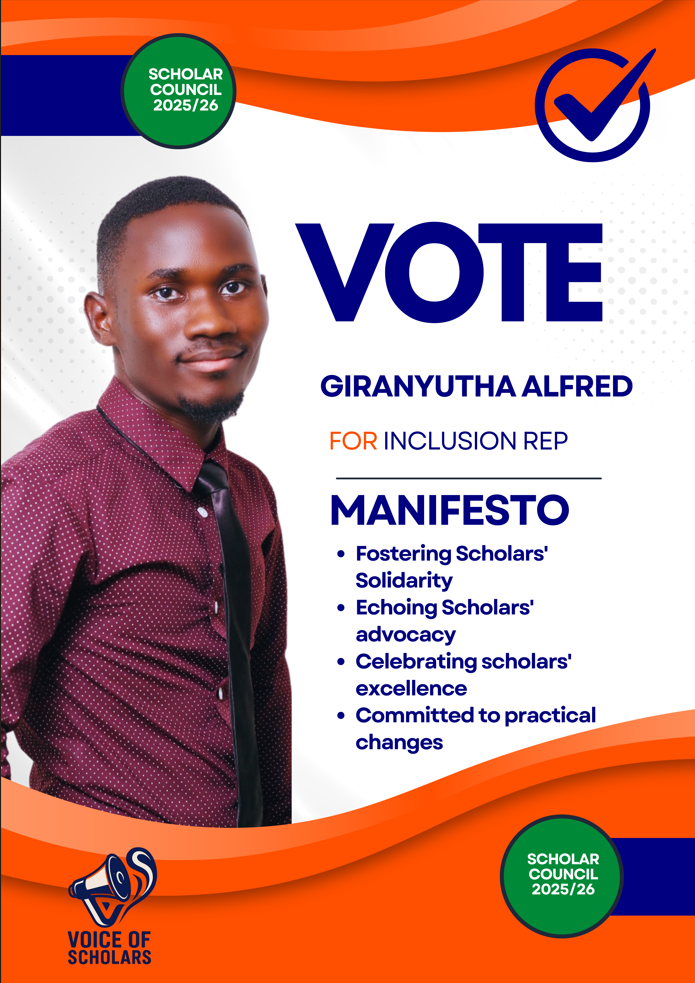 SCHOLAR
COUNCIL
2025/26
VOTE
GIRANYUTHA ALFRED
FOR INCLUSION REP
MANIFESTO
• Fostering Scholars'
Solidarity
• Echoing Scholars'
advocacy
• Celebrating scholars'
excellence
• Committed to practical
changes
SCHOLAR
COUNCIL
2025/26
VOICE OF
SCHOLARS